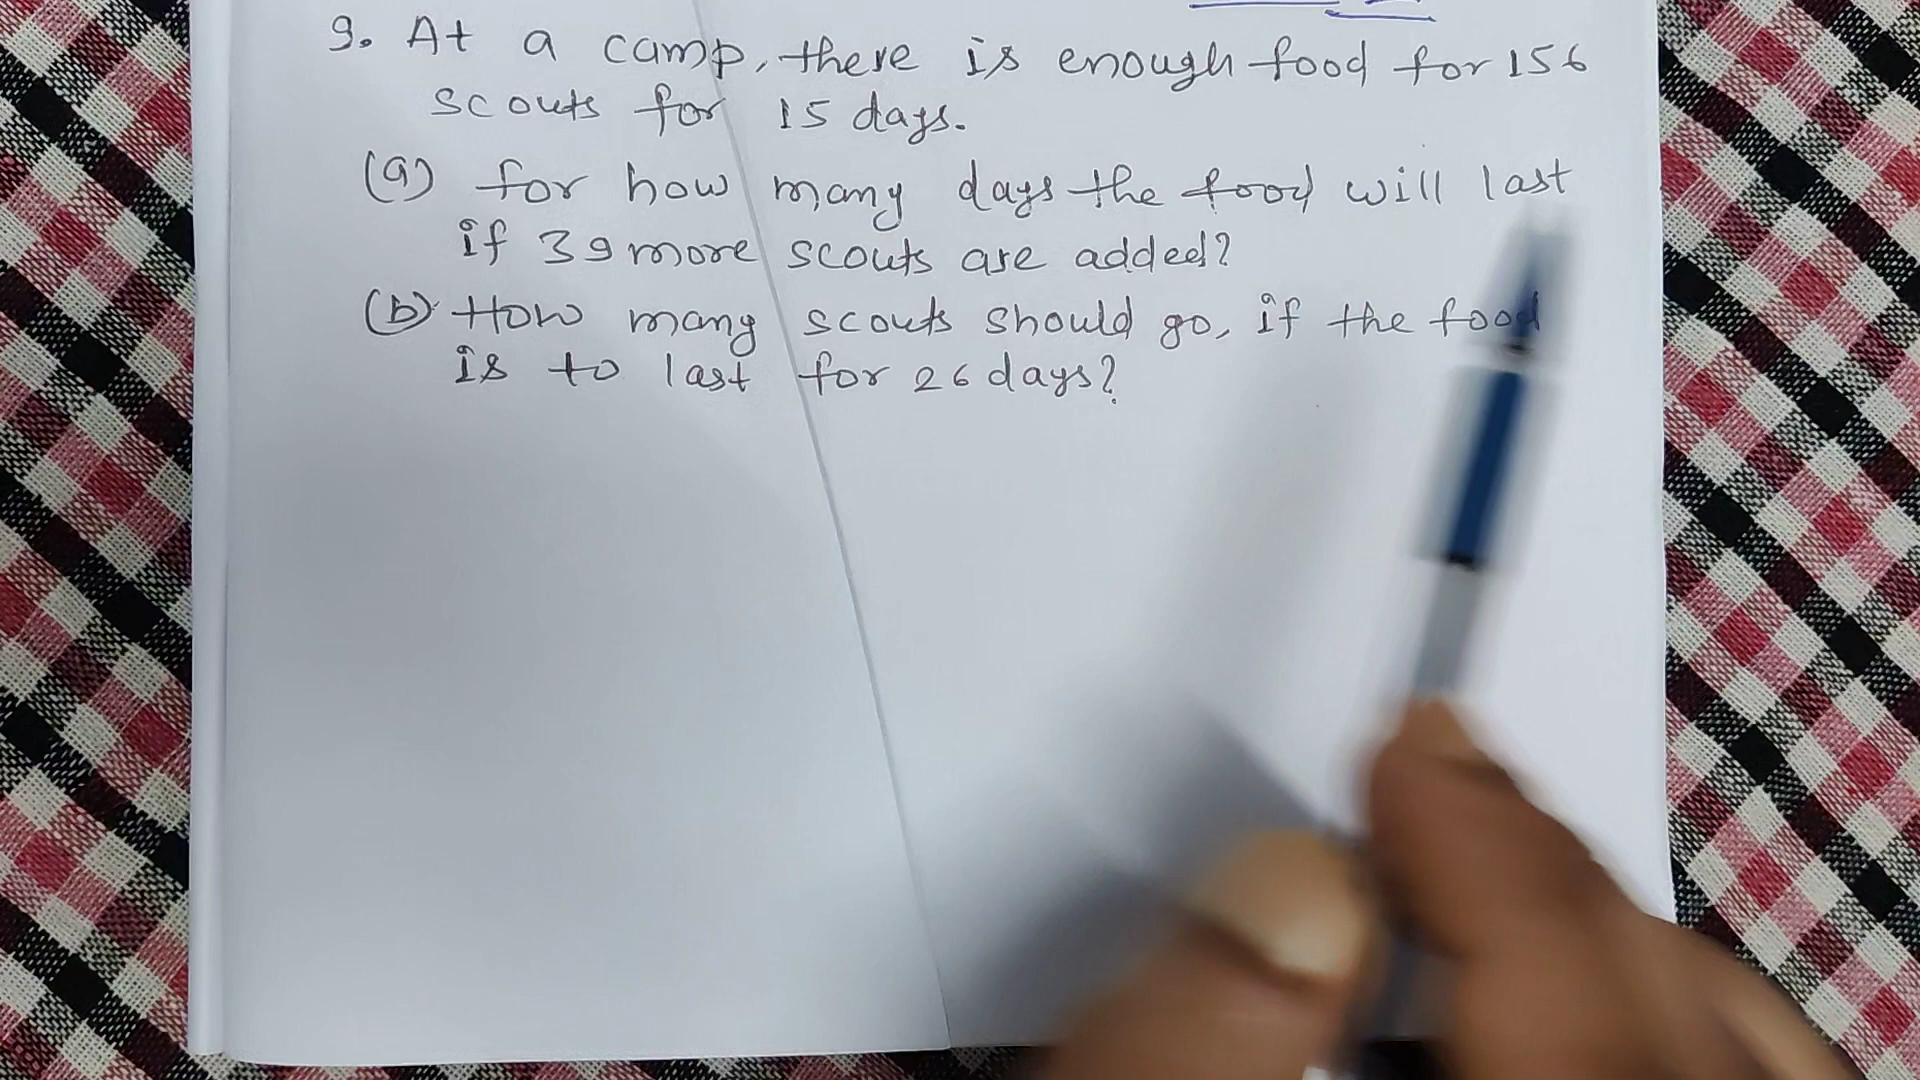 9. At a camp, there is enough food for 156
scouts for 15 days.
(a) for how many days the food will last
if 39 more scouts are added?
(b) How many scouts should go, if the food
is to last for 26 days?